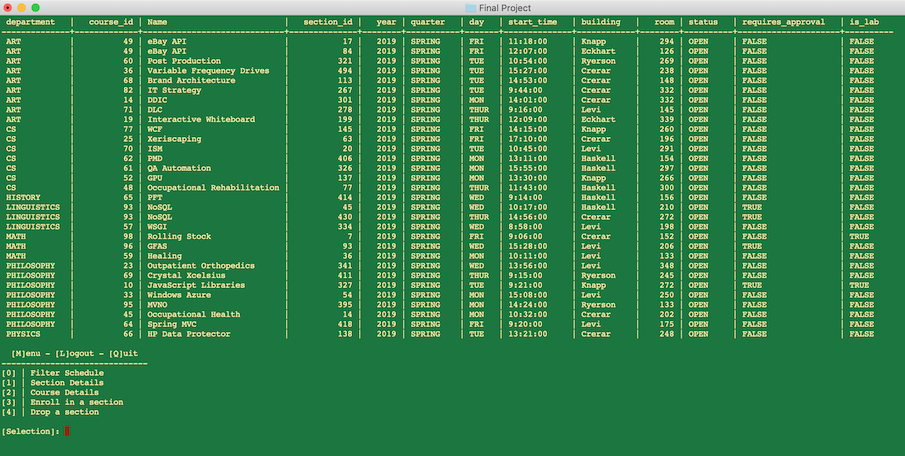 Final Project
department | course_id | Name | section_id | year | quarter | day | start_time | building | room | status | requires_approval | is_lab
ART | 49 | eBay API | 17 | 2019 | SPRING | FRI | 11:18:00 | Knapp | 294 | OPEN | FALSE | FALSE
ART | 49 | eBay API | 84 | 2019 | SPRING | FRI | 12:07:00 | Eckhart | 126 | OPEN | FALSE | FALSE
ART | 60 | Post Production | 321 | 2019 | SPRING | TUE | 10:54:00 | Ryerson | 269 | OPEN | FALSE | FALSE
ART | 36 | Variable Frequency Drives | 494 | 2019 | SPRING | TUE | 15:27:00 | Crerar | 238 | OPEN | FALSE | FALSE
ART | 68 | Brand Architecture | 113 | 2019 | SPRING | TUE | 14:53:00 | Crerar | 148 | OPEN | FALSE | FALSE
ART | 82 | IT Strategy | 267 | 2019 | SPRING | TUE | 9:44:00 | Crerar | 332 | OPEN | FALSE | FALSE
ART | 14 | DDIC | 301 | 2019 | SPRING | MON | 14:01:00 | Crerar | 332 | OPEN | FALSE | FALSE
ART | 71 | DLC | 278 | 2019 | SPRING | THUR | 9:16:00 | Levi | 145 | OPEN | FALSE | FALSE
ART | 19 | Interactive Whiteboard | 199 | 2019 | SPRING | THUR | 12:09:00 | Eckhart | 339 | OPEN | FALSE | FALSE
CS | 77 | WCF | 145 | 2019 | SPRING | FRI | 14:15:00 | Knapp | 260 | OPEN | FALSE | FALSE
CS | 25 | Xeriscaping | 63 | 2019 | SPRING | FRI | 17:10:00 | Crerar | 196 | OPEN | FALSE | FALSE
CS | 70 | ISM | 20 | 2019 | SPRING | TUE | 10:45:00 | Levi | 291 | OPEN | FALSE | FALSE
CS | 62 | PMD | 406 | 2019 | SPRING | MON | 13:11:00 | Haskell | 154 | OPEN | FALSE | FALSE
CS | 61 | QA Automation | 326 | 2019 | SPRING | MON | 15:55:00 | Haskell | 297 | OPEN | FALSE | FALSE
CS | 52 | GPU | 137 | 2019 | SPRING | MON | 13:30:00 | Knapp | 266 | OPEN | FALSE | FALSE
CS | 48 | Occupational Rehabilitation | 77 | 2019 | SPRING | THUR | 11:43:00 | Haskell | 300 | OPEN | FALSE | FALSE
HISTORY | 65 | PFT | 414 | 2019 | SPRING | WED | 9:14:00 | Haskell | 156 | OPEN | FALSE | FALSE
LINGUISTICS | 93 | NoSQL | 45 | 2019 | SPRING | WED | 10:17:00 | Haskell | 210 | OPEN | TRUE | FALSE
LINGUISTICS | 93 | NoSQL | 430 | 2019 | SPRING | THUR | 14:56:00 | Crerar | 272 | OPEN | TRUE | FALSE
LINGUISTICS | 57 | WSGI | 334 | 2019 | SPRING | WED | 8:58:00 | Levi | 198 | OPEN | FALSE | FALSE
MATH | 98 | Rolling Stock | 7 | 2019 | SPRING | FRI | 9:06:00 | Crerar | 152 | OPEN | FALSE | TRUE
MATH | 96 | GFAS | 93 | 2019 | SPRING | WED | 15:28:00 | Levi | 206 | OPEN | TRUE | FALSE
MATH | 59 | Healing | 36 | 2019 | SPRING | MON | 10:11:00 | Levi | 133 | OPEN | FALSE | FALSE
PHILOSOPHY | 23 | Outpatient Orthopedics | 341 | 2019 | SPRING | WED | 13:56:00 | Levi | 348 | OPEN | FALSE | FALSE
PHILOSOPHY | 69 | Crystal Xcelsius | 411 | 2019 | SPRING | THUR | 9:15:00 | Ryerson | 245 | OPEN | FALSE | FALSE
PHILOSOPHY | 10 | JavaScript Libraries | 327 | 2019 | SPRING | TUE | 9:21:00 | Knapp | 272 | OPEN | TRUE | TRUE
PHILOSOPHY | 33 | Windows Azure | 54 | 2019 | SPRING | MON | 15:08:00 | Levi | 250 | OPEN | FALSE | FALSE
PHILOSOPHY | 95 | MVNO | 395 | 2019 | SPRING | MON | 14:24:00 | Ryerson | 133 | OPEN | FALSE | FALSE
PHILOSOPHY | 45 | Occupational Health | 14 | 2019 | SPRING | MON | 10:32:00 | Crerar | 202 | OPEN | FALSE | FALSE
PHILOSOPHY | 64 | Spring MVC | 418 | 2019 | SPRING | FRI | 9:20:00 | Levi | 175 | OPEN | FALSE | FALSE
PHYSICS | 66 | HP Data Protector | 138 | 2019 | SPRING | TUE | 13:21:00 | Crerar | 248 | OPEN | FALSE | FALSE
[M]enu - [L]ogout - [Q]uit
[0] | Filter Schedule
[1] | Section Details
[2] | Course Details
[3] | Enroll in a section
[4] | Drop a section
[Selection]: